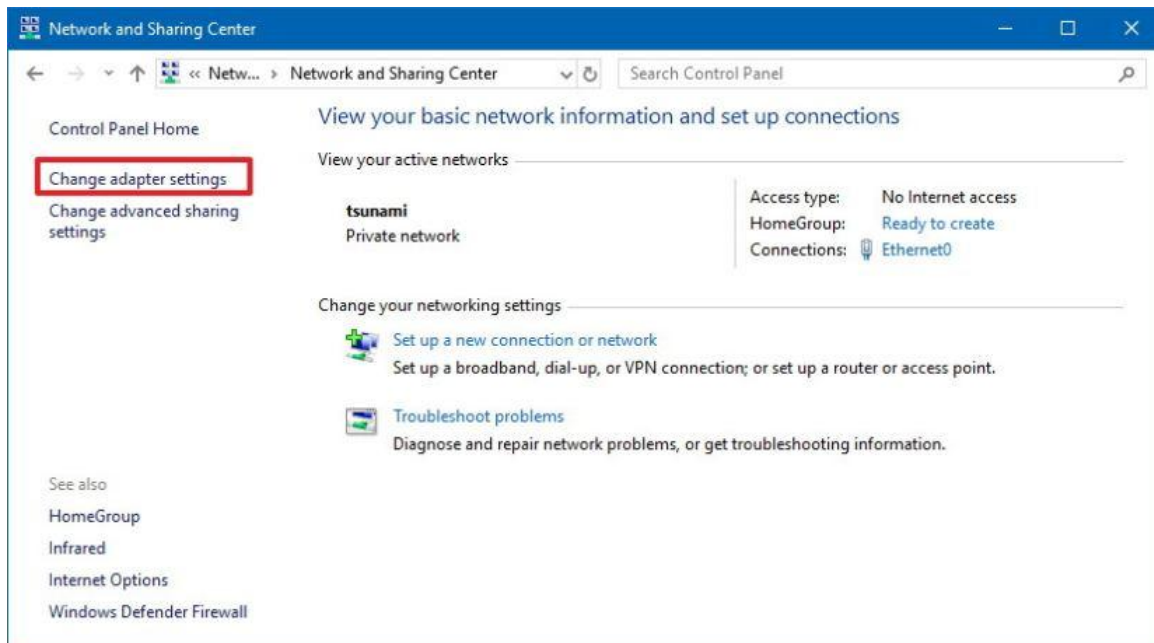 Network and Sharing Center
« Netw... › Network and Sharing Center
Search Control Panel
Control Panel Home
Change adapter settings
Change advanced sharing
settings
View your basic network information and set up connections
View your active networks
tsunami
Private network
Access type: No Internet access
HomeGroup: Ready to create
Connections: Ethernet0
Change your networking settings
Set up a new connection or network
Set up a broadband, dial-up, or VPN connection; or set up a router or access point.
Troubleshoot problems
Diagnose and repair network problems, or get troubleshooting information.
See also
HomeGroup
Infrared
Internet Options
Windows Defender Firewall